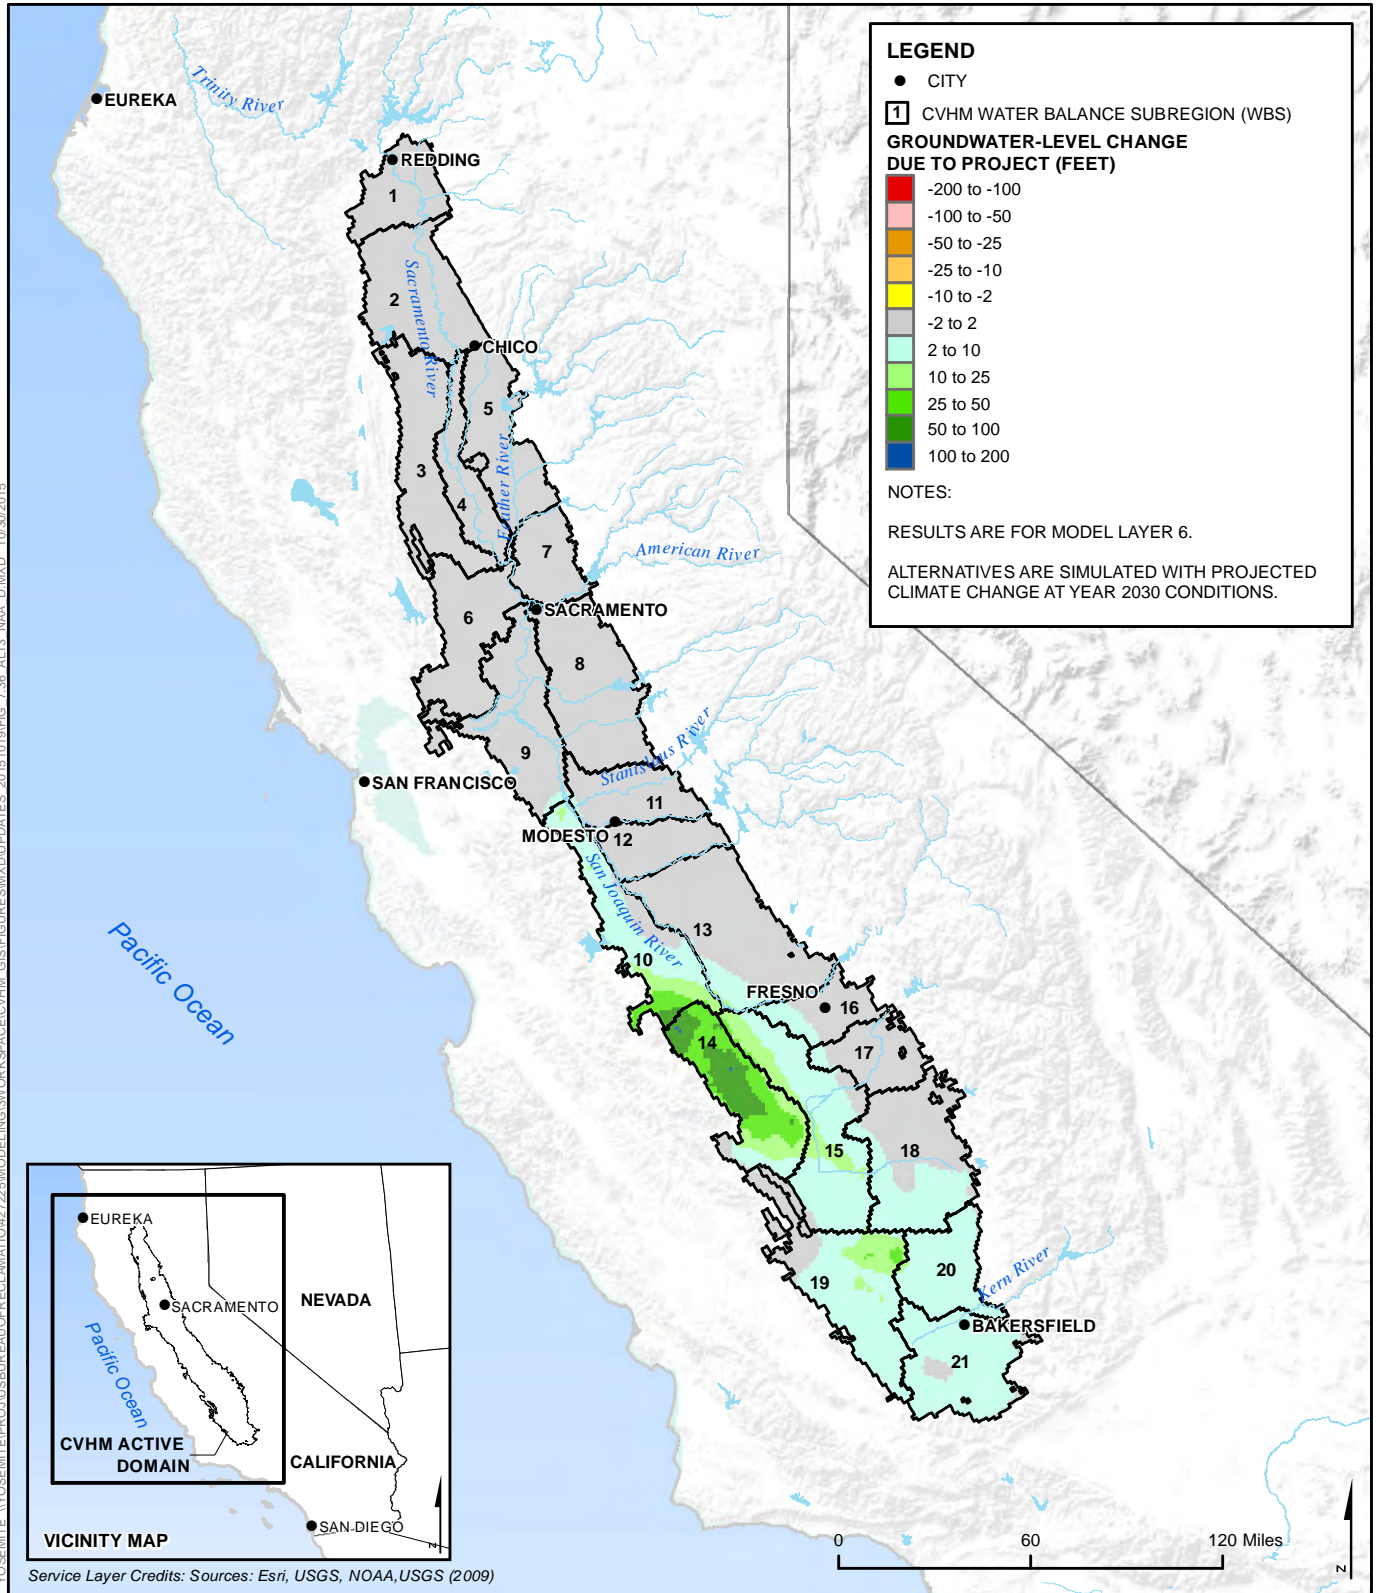 LEGEND
CITY
1 CVHM WATER BALANCE SUBREGION (WBS)
GROUNDWATER-LEVEL CHANGE
DUE TO PROJECT (FEET)
-200 to -100
-100 to -50
-50 to -25
-25 to -10
-10 to -2
-2 to 2
2 to 10
10 to 25
25 to 50
50 to 100
100 to 200
NOTES:
RESULTS ARE FOR MODEL LAYER 6.
ALTERNATIVES ARE SIMULATED WITH PROJECTED
CLIMATE CHANGE AT YEAR 2030 CONDITIONS.
Trinity River
EUREKA
REDDING
1
2
Sacramento River
CHICO
5
3
4
Feather River
7
American River
SACRAMENTO
6
8
9
Stanislaus River
SAN FRANCISCO
11
MODESTO
12
San Joaquin River
13
10
Pacific Ocean
FRESNO
16
14
17
15
18
19
20
Kern River
BAKERSFIELD
21
EUREKA
SACRAMENTO
NEVADA
Pacific Ocean
CVHM ACTIVE
DOMAIN
CALIFORNIA
SAN DIEGO
VICINITY MAP
N
0 60 120 Miles
N
Service Layer Credits: Sources: Esri, USGS, NOAA,USGS (2009)